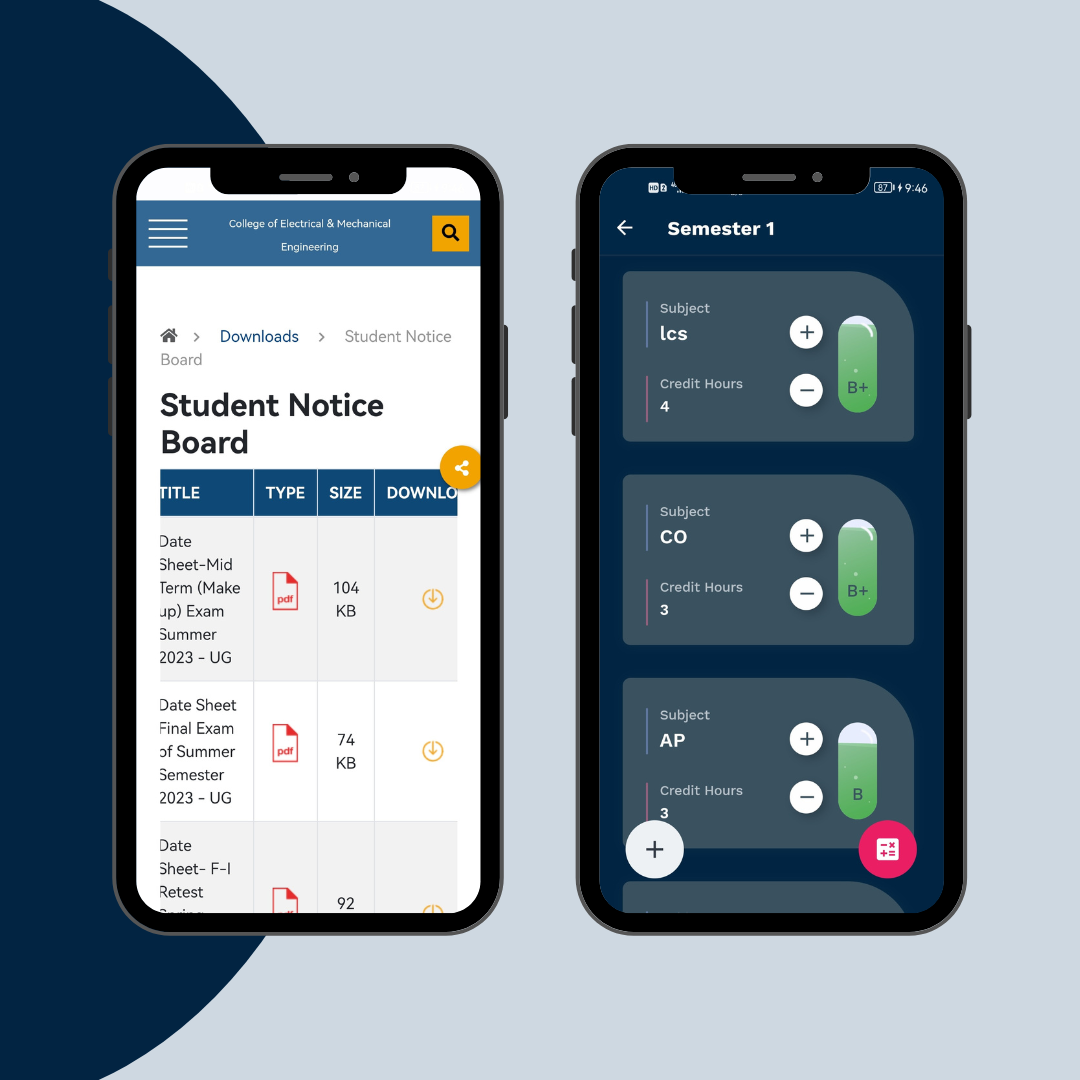 College of Electrical & Mechanical
Engineering
Downloads
Student Notice
Board
Student Notice
Board
TITLE
TYPE
SIZE
DOWNLO
Date
Sheet-Mid
Term (Make
up) Exam
Summer
2023 - UG
pdf
104
KB
Date Sheet
Final Exam
of Summer
Semester
2023 - UG
pdf
74
KB
Date
Sheet- F-I
Retest
92
87
9:46
Semester 1
Subject
lcs
Credit Hours
4
B+
Subject
CO
Credit Hours
3
B+
Subject
AP
Credit Hours
3
B